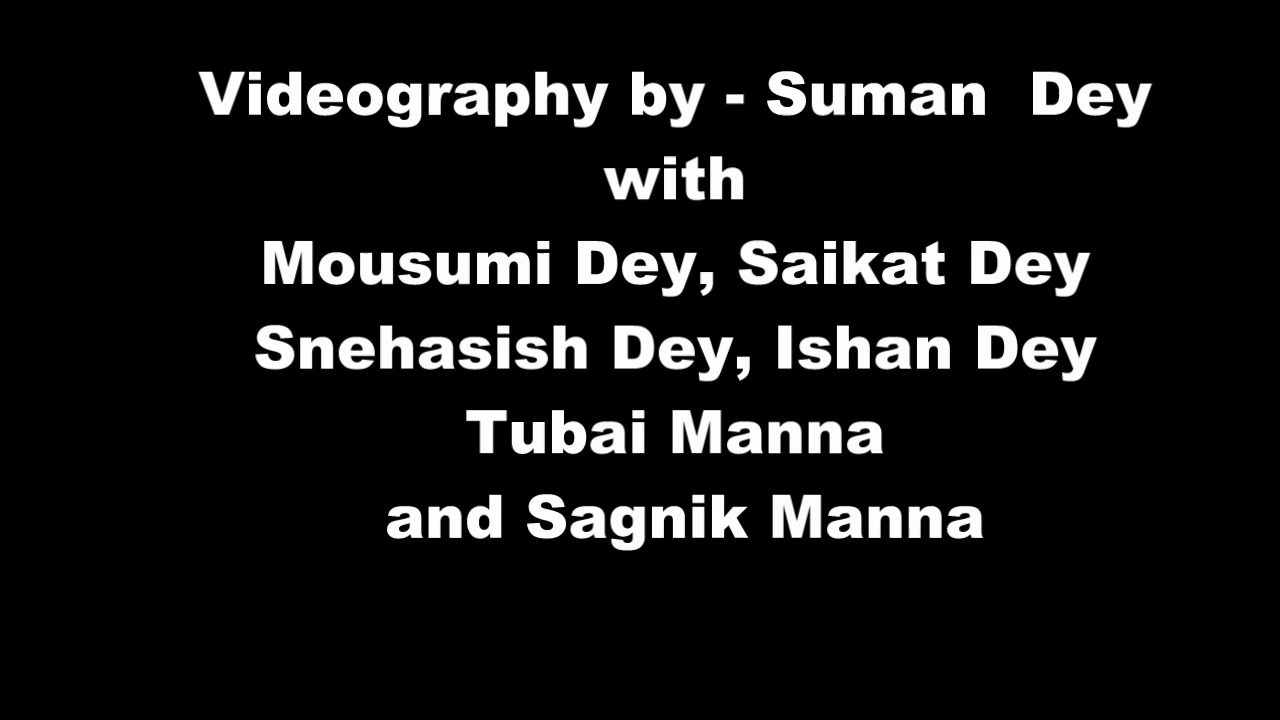 Videography by - Suman  Dey
with
Mousumi Dey, Saikat Dey
Snehasish Dey, Ishan Dey
Tubai Manna
and Sagnik Manna